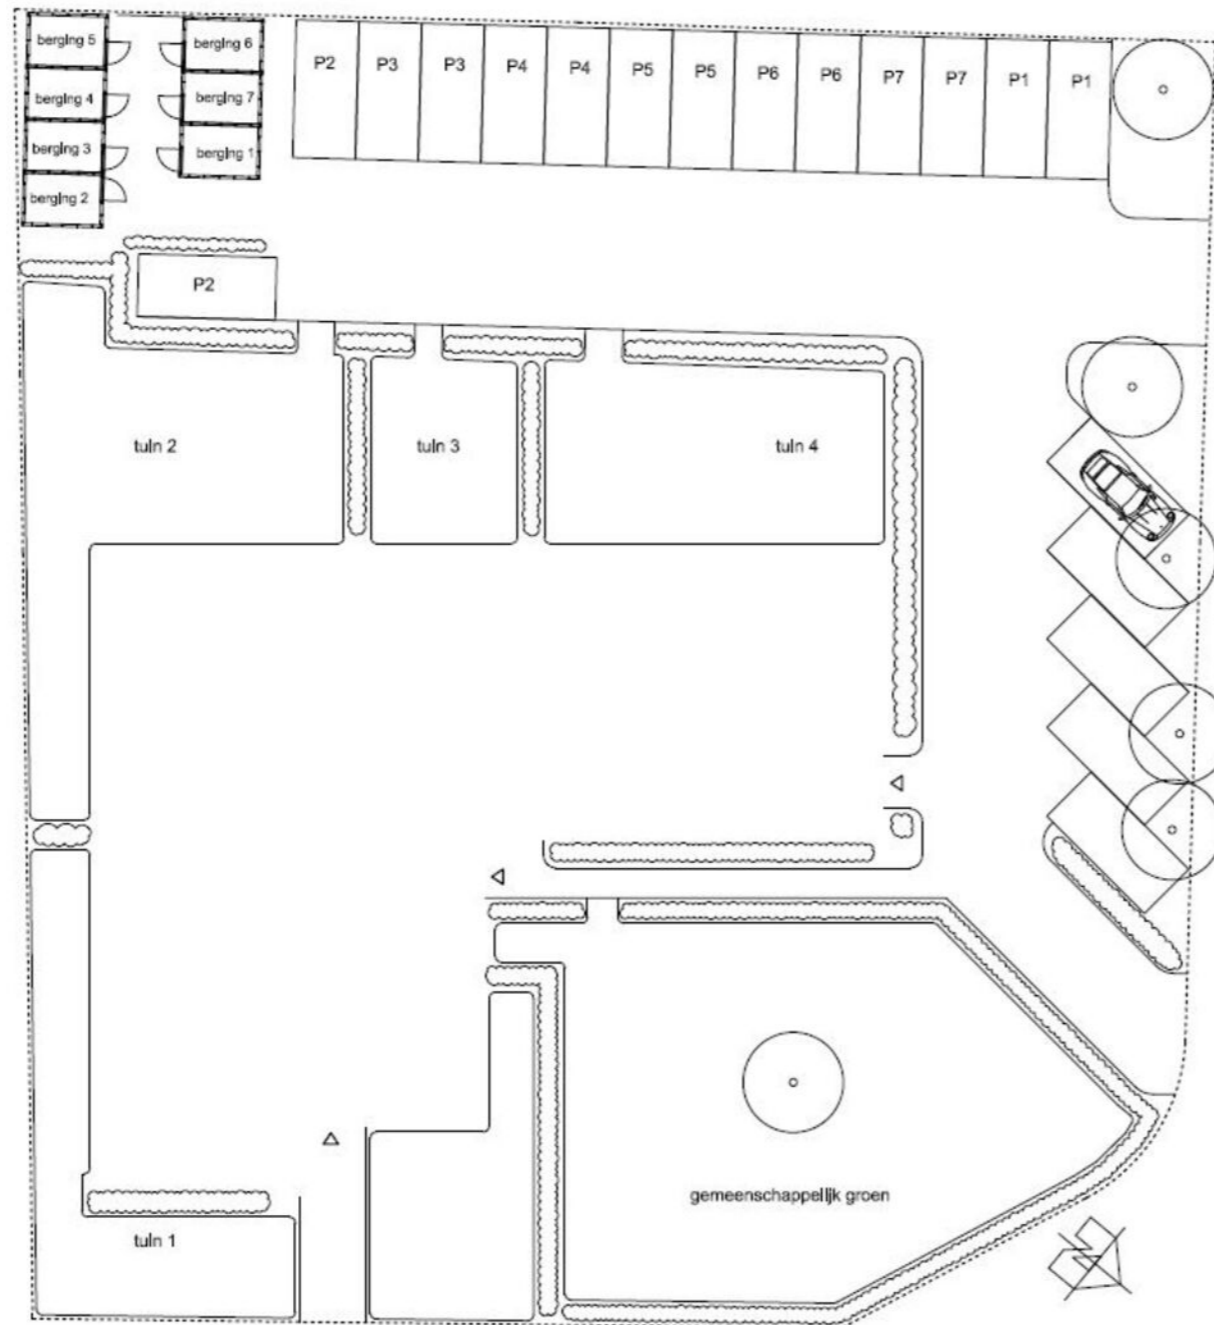 berging 5
berging 6
berging 4
berging 7
berging 3
berging 1
berging 2
P2
P3
P3
P4
P4
P5
P5
P6
P6
P7
P7
P1
P1
P2
tuin 2
tuin 3
tuin 4
gemeenschappelijk groen
tuin 1
N